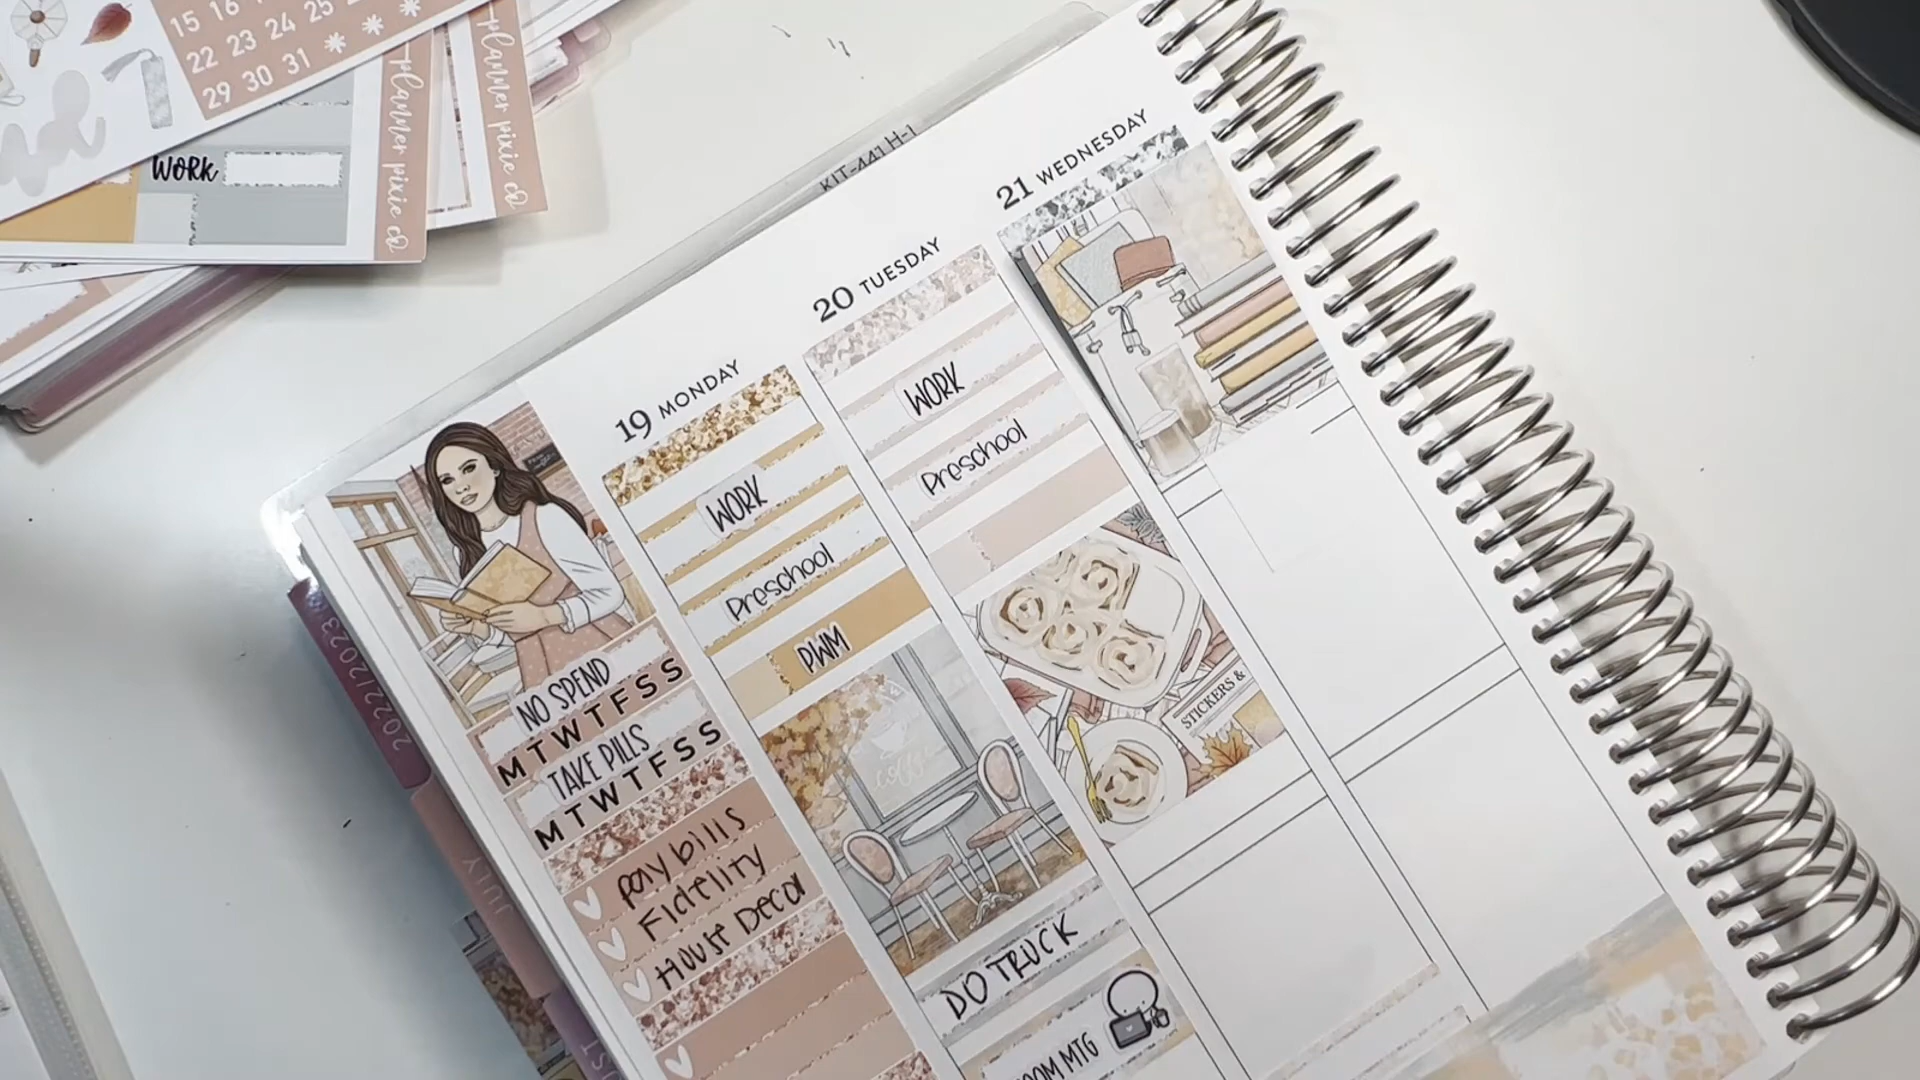 15 16
22 23 24 25
29 30 31
WORK
planner pixie co
planner pixie co
KIT-441 H-1
19 MONDAY
20 TUESDAY
21 WEDNESDAY
WORK
Preschool
PWM
WORK
Preschool
STICKERS &
coffee
NO SPEND
M T W T F S S
TAKE PILLS
M T W T F S S
pay bills
Fidelity
House Decor
DO TRUCK
OOM MTG
2022/2023
JULY